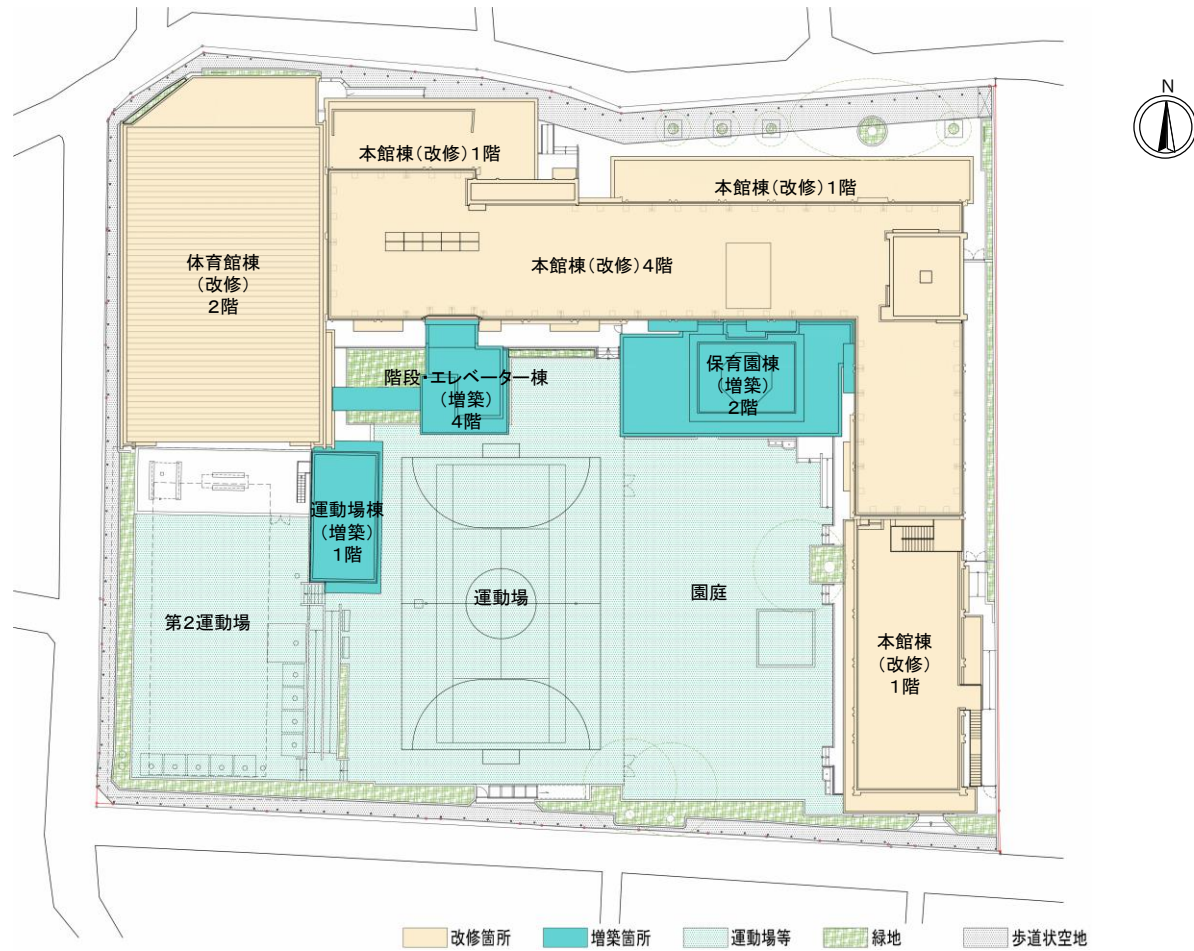 N
本館棟(改修)1階
本館棟(改修)1階
体育館棟
(改修)
2階
本館棟(改修)4階
階段・エレベーター棟
(増築)
4階
保育園棟
(増築)
2階
運動場棟
(増築)
1階
運動場
園庭
第2運動場
本館棟
(改修)
1階
改修箇所
増築箇所
運動場等
緑地
歩道状空地